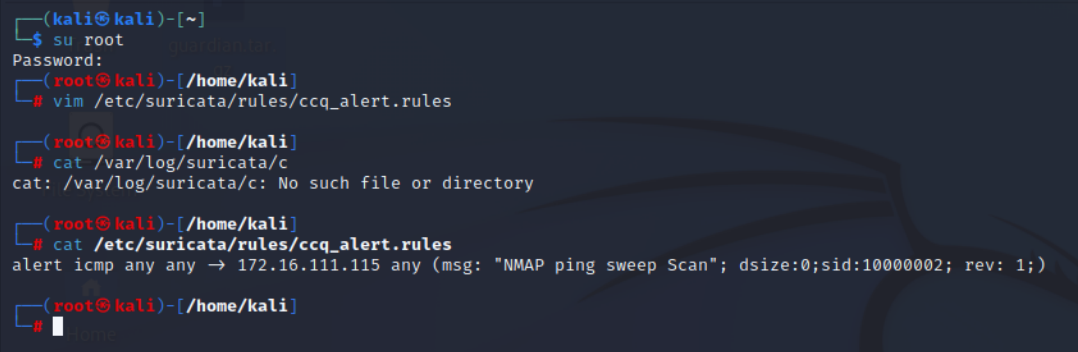 ┌──(kali㉿kali)-[~]
└─$ su root
guardian.tar
Password:
┌──(root㉿kali)-[/home/kali]
└─# vim /etc/suricata/rules/ccq_alert.rules
┌──(root㉿kali)-[/home/kali]
└─# cat /var/log/suricata/c
cat: /var/log/suricata/c: No such file or directory
┌──(root㉿kali)-[/home/kali]
└─# cat /etc/suricata/rules/ccq_alert.rules
alert icmp any any -> 172.16.111.115 any (msg: "NMAP ping sweep Scan"; dsize:0;sid:10000002; rev: 1;)
┌──(root㉿kali)-[/home/kali]
└─#
Home